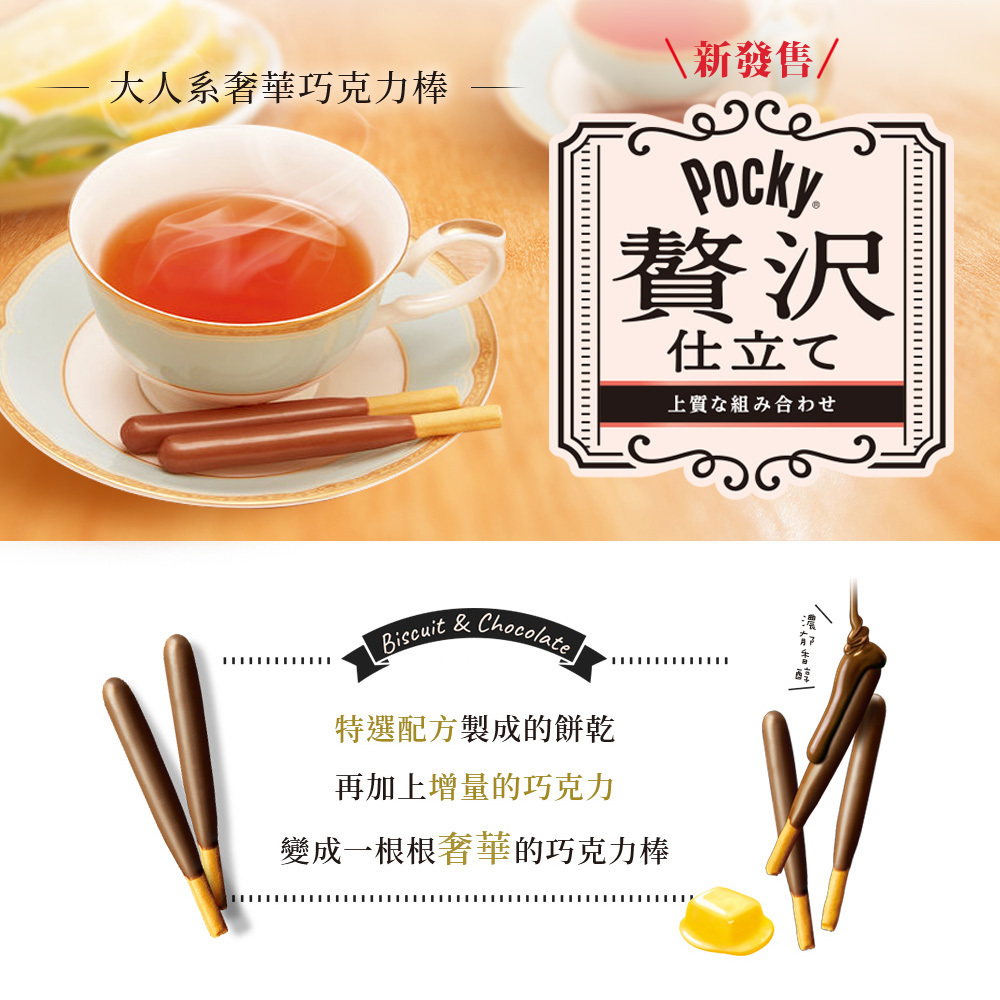 大人系奢華巧克力棒
新發售
Pocky®
贅沢
仕立て
上質な組み合わせ
Biscuit & Chocolate
濃郁香醇
特選配方製成的餅乾
再加上增量的巧克力
變成一根根奢華的巧克力棒